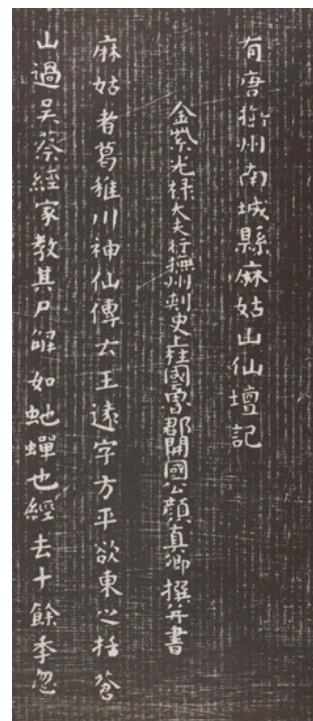 有唐撫州南城縣麻姑山仙壇記
金紫光祿大夫行撫州刺史上柱國魯郡開國公顏真卿撰并書
麻姑者葛稚川神仙傳云王遠字方平欲東之括蒼
山過吳蔡經家教其尸解如虵蟬也經去十餘季忽